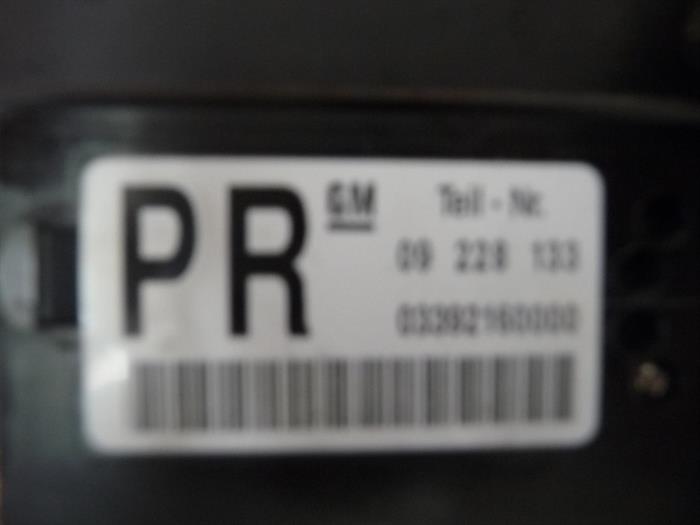 PR GM Teil - Nr.
09 228 133
03392160000